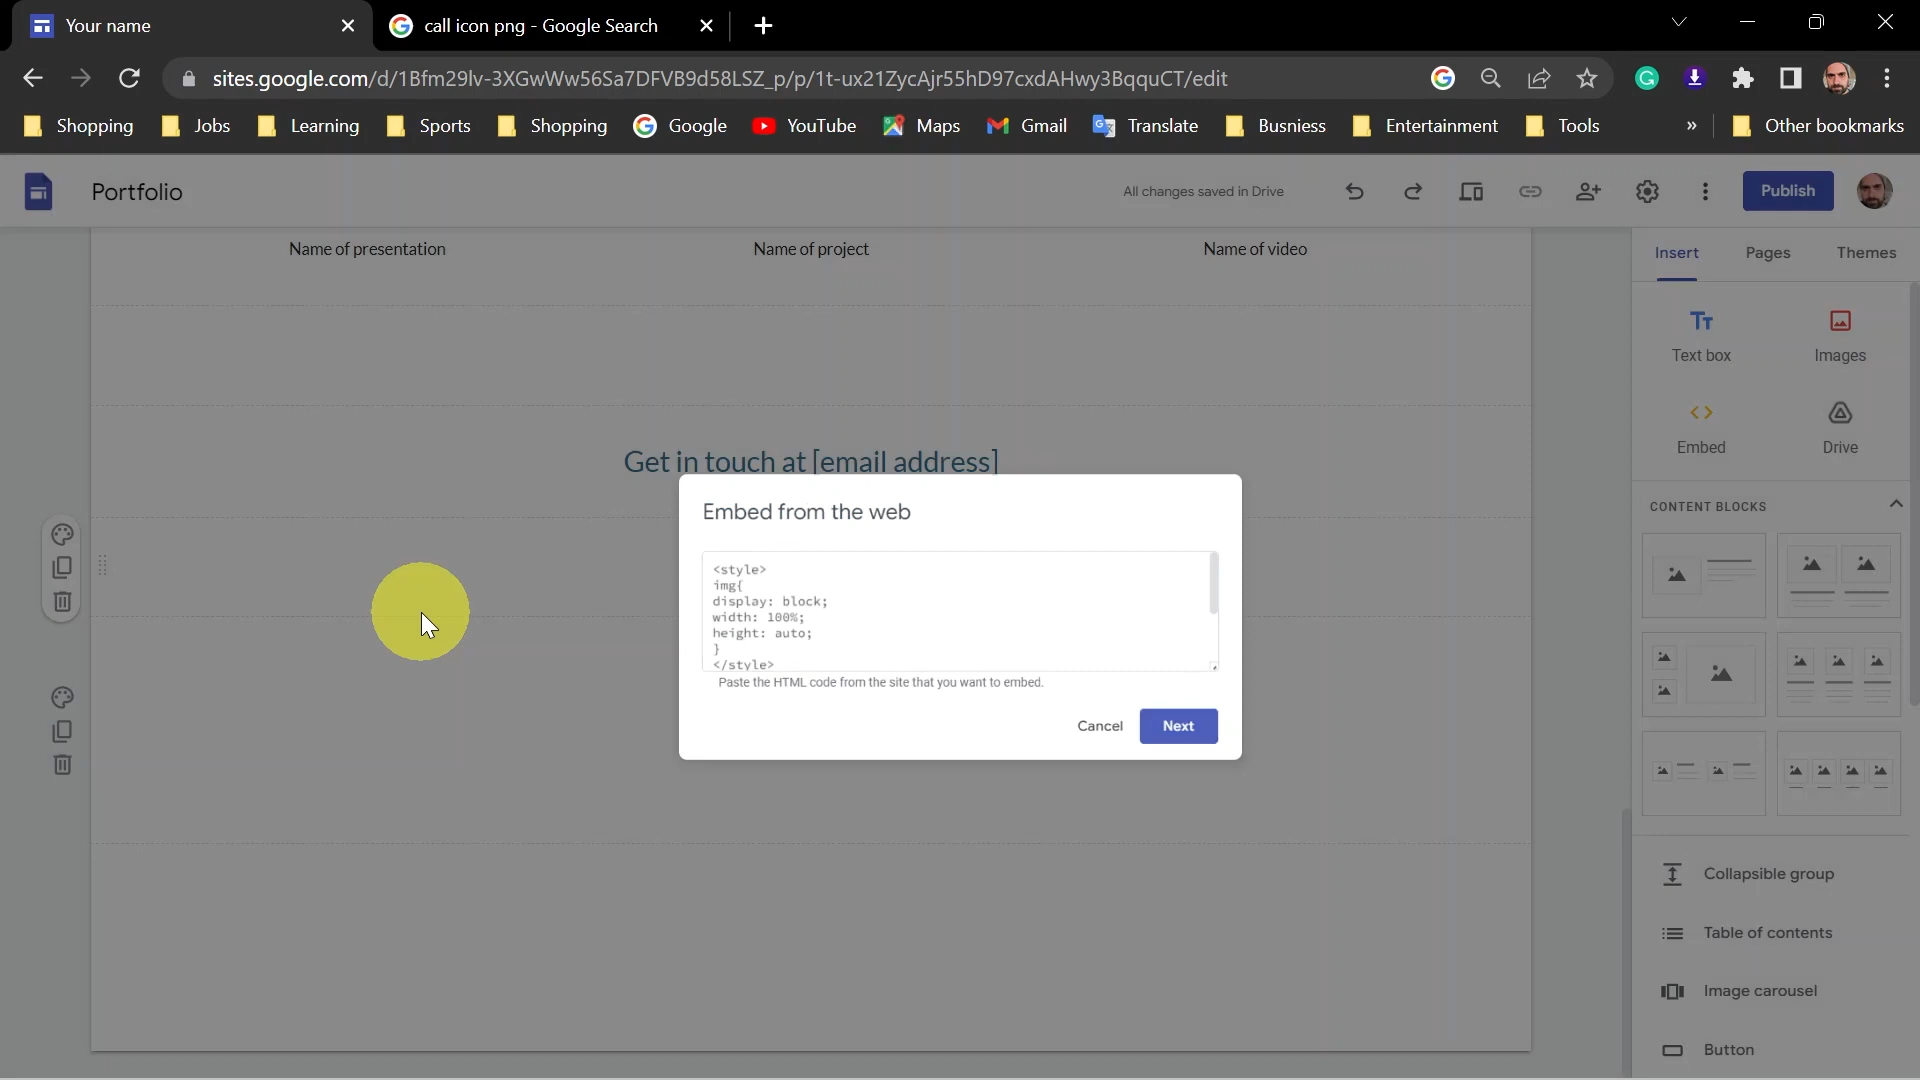 Your name
call icon png - Google Search
sites.google.com/d/1Bfm29lv-3XGwWw56Sa7DFVB9d58LSZ_p/p/1t-ux21ZycAjr55hD97cxdAHwy3BqquCT/edit
Shopping Jobs Learning Sports Shopping Google YouTube Maps Gmail Translate Busniess Entertainment Tools » Other bookmarks
Portfolio
All changes saved in Drive
Publish
Name of presentation Name of project Name of video
Insert Pages Themes
Text box Images
Embed Drive
Get in touch at [email address]
CONTENT BLOCKS
Embed from the web
<style>
img{
display: block;
width: 100%;
height: auto;
}
</style>
Paste the HTML code from the site that you want to embed.
Cancel Next
Collapsible group
Table of contents
Image carousel
Button